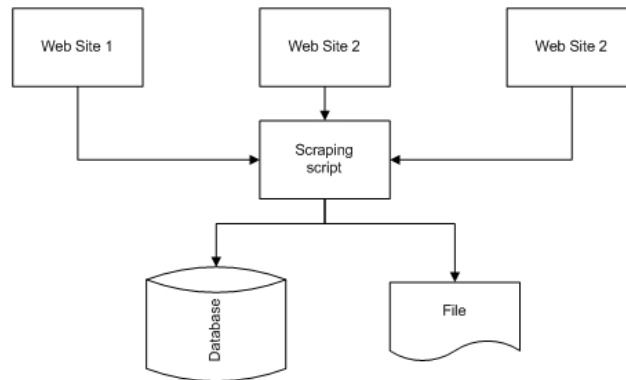 Web Site 1
Web Site 2
Web Site 2
Scraping
script
Database
File